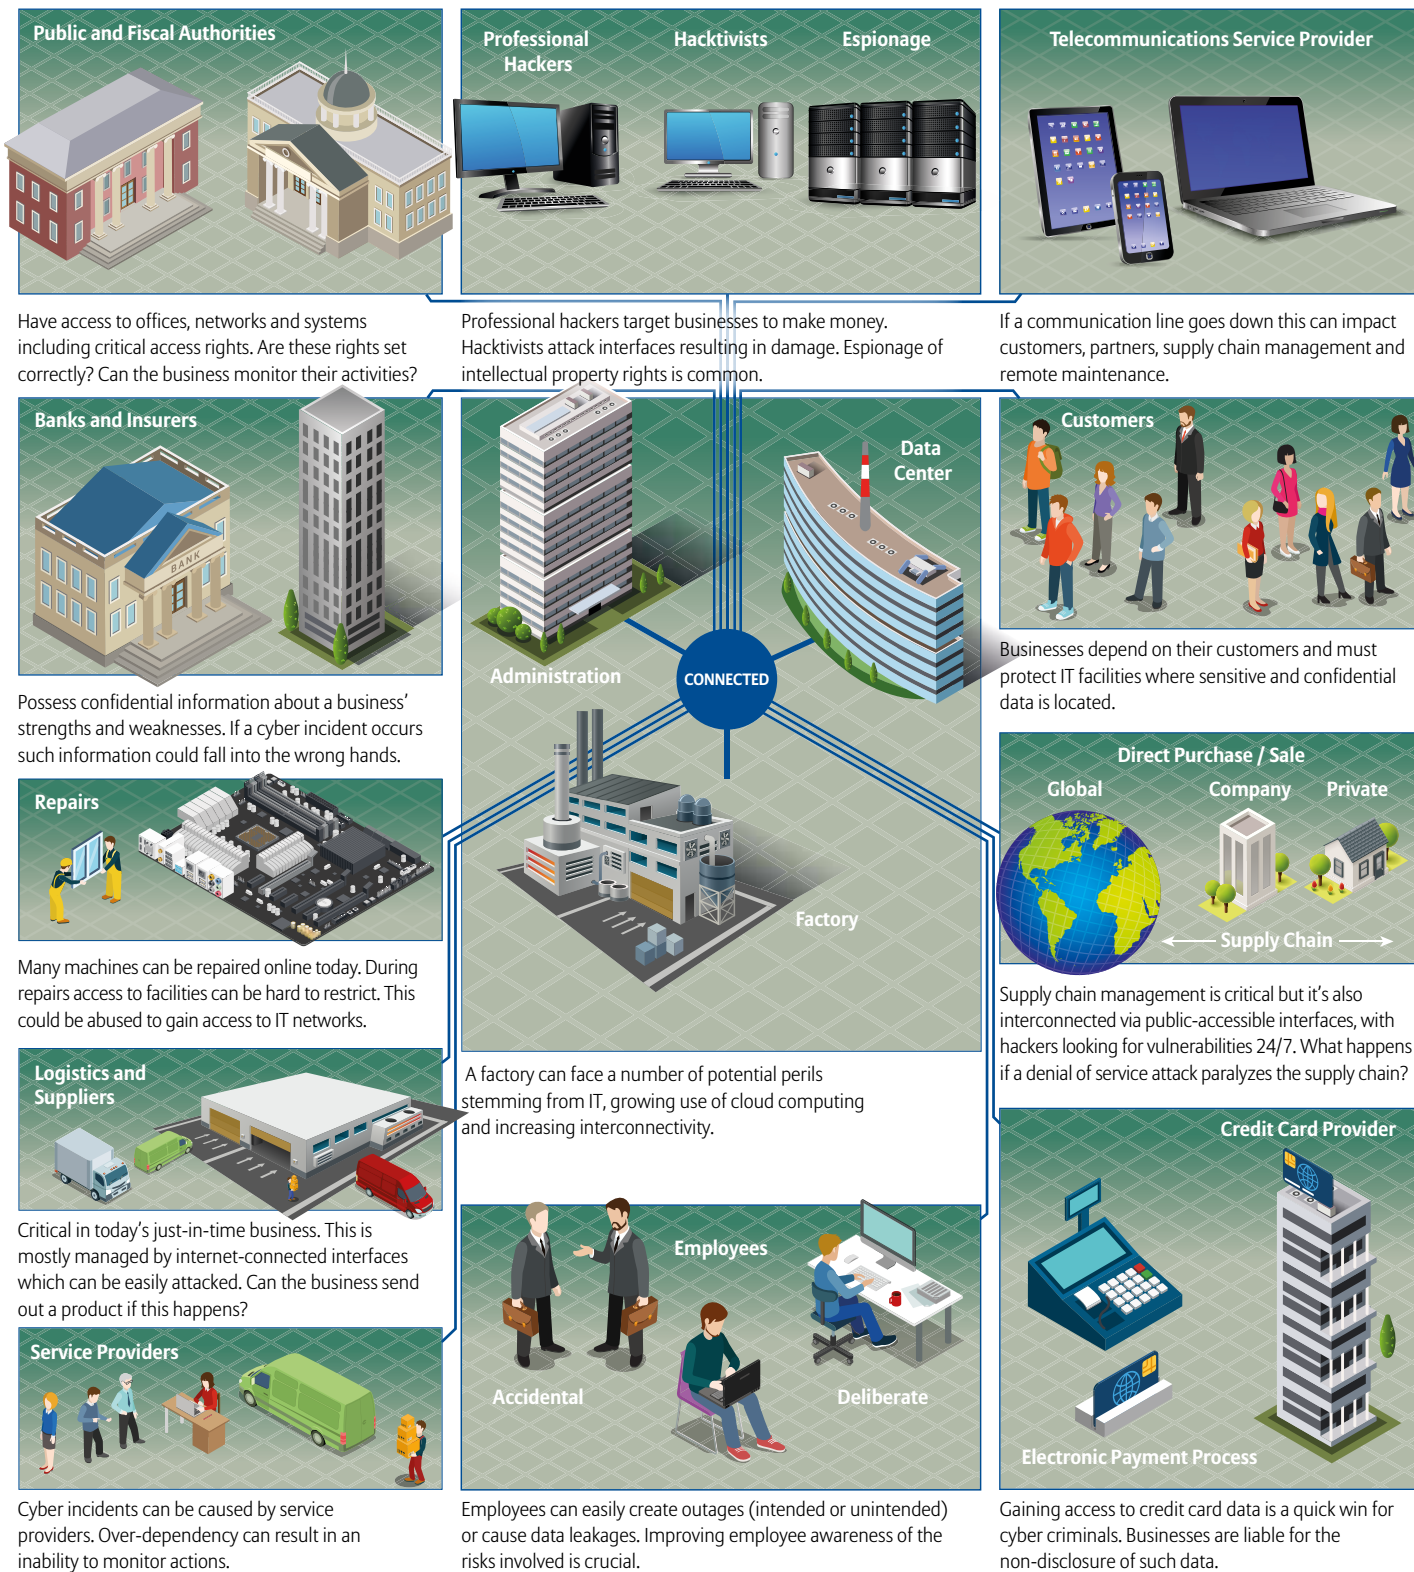 Public and Fiscal Authorities
Have access to offices, networks and systems
including critical access rights. Are these rights set
correctly? Can the business monitor their activities?
Professional
Hackers
Hacktivists
Espionage
Professional hackers target businesses to make money.
Hacktivists attack interfaces resulting in damage. Espionage of
intellectual property rights is common.
Telecommunications Service Provider
If a communication line goes down this can impact
customers, partners, supply chain management and
remote maintenance.
Banks and Insurers
BANK
Possess confidential information about a business’
strengths and weaknesses. If a cyber incident occurs
such information could fall into the wrong hands.
Data
Center
Administration
CONNECTED
Factory
A factory can face a number of potential perils
stemming from IT, growing use of cloud computing
and increasing interconnectivity.
Customers
Businesses depend on their customers and must
protect IT facilities where sensitive and confidential
data is located.
Repairs
Many machines can be repaired online today. During
repairs access to facilities can be hard to restrict. This
could be abused to gain access to IT networks.
Direct Purchase / Sale
Global
Company
Private
Supply Chain
Supply chain management is critical but it’s also
interconnected via public-accessible interfaces, with
hackers looking for vulnerabilities 24/7. What happens
if a denial of service attack paralyzes the supply chain?
Logistics and
Suppliers
Critical in today’s just-in-time business. This is
mostly managed by internet-connected interfaces
which can be easily attacked. Can the business send
out a product if this happens?
Service Providers
Cyber incidents can be caused by service
providers. Over-dependency can result in an
inability to monitor actions.
Employees
Accidental
Deliberate
Employees can easily create outages (intended or unintended)
or cause data leakages. Improving employee awareness of the
risks involved is crucial.
Credit Card Provider
Electronic Payment Process
Gaining access to credit card data is a quick win for
cyber criminals. Businesses are liable for the
non-disclosure of such data.